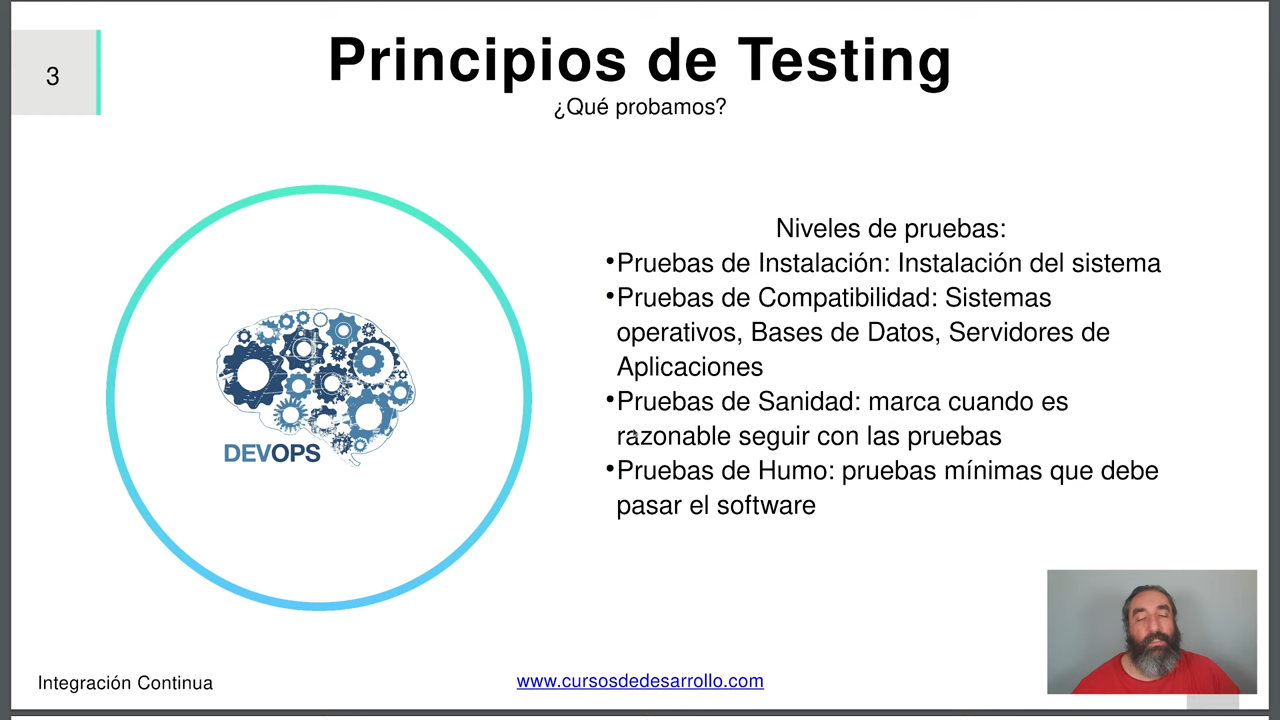 3
Principios de Testing
¿Qué probamos?
Niveles de pruebas:
•Pruebas de Instalación: Instalación del sistema
•Pruebas de Compatibilidad: Sistemas
operativos, Bases de Datos, Servidores de
Aplicaciones
•Pruebas de Sanidad: marca cuando es
razonable seguir con las pruebas
•Pruebas de Humo: pruebas mínimas que debe
pasar el software
DEVOPS
Integración Continua
www.cursosdedesarrollo.com